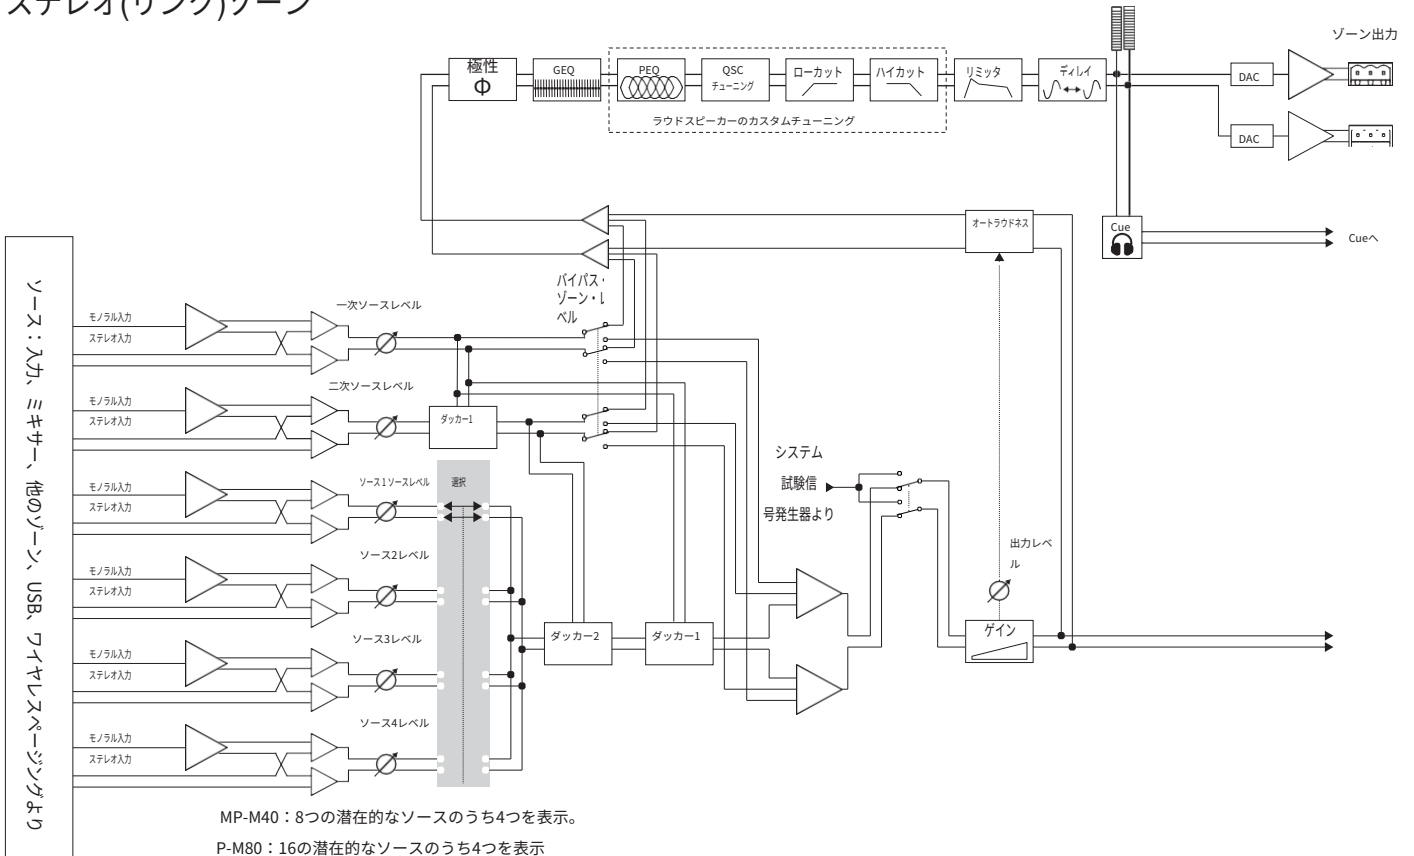 ステレオ(リンク)ゾーン
ゾーン出力
極性
Φ
GEQ
PEQ
QSC
チューニング
ローカット
ハイカット
リミッタ
ディレイ
DAC
ラウドスピーカーのカスタムチューニング
DAC
オートラウドネス
Cue
Cueへ
バイパス・
ゾーン・レ
ベル
ソース：入力、ミキサー、他のゾーン、USB、ワイヤレスページングより
モノラル入力
ステレオ入力
一次ソースレベル
モノラル入力
ステレオ入力
二次ソースレベル
ダッカー1
モノラル入力
ステレオ入力
ソース1 ソースレベル
選択
システム
試験信
号発生器より
モノラル入力
ステレオ入力
ソース2レベル
出力レベ
ル
モノラル入力
ステレオ入力
ソース3レベル
ダッカー2
ダッカー1
ゲイン
モノラル入力
ステレオ入力
ソース4レベル
MP-M40：8つの潜在的なソースのうち4つを表示。
P-M80：16の潜在的なソースのうち4つを表示